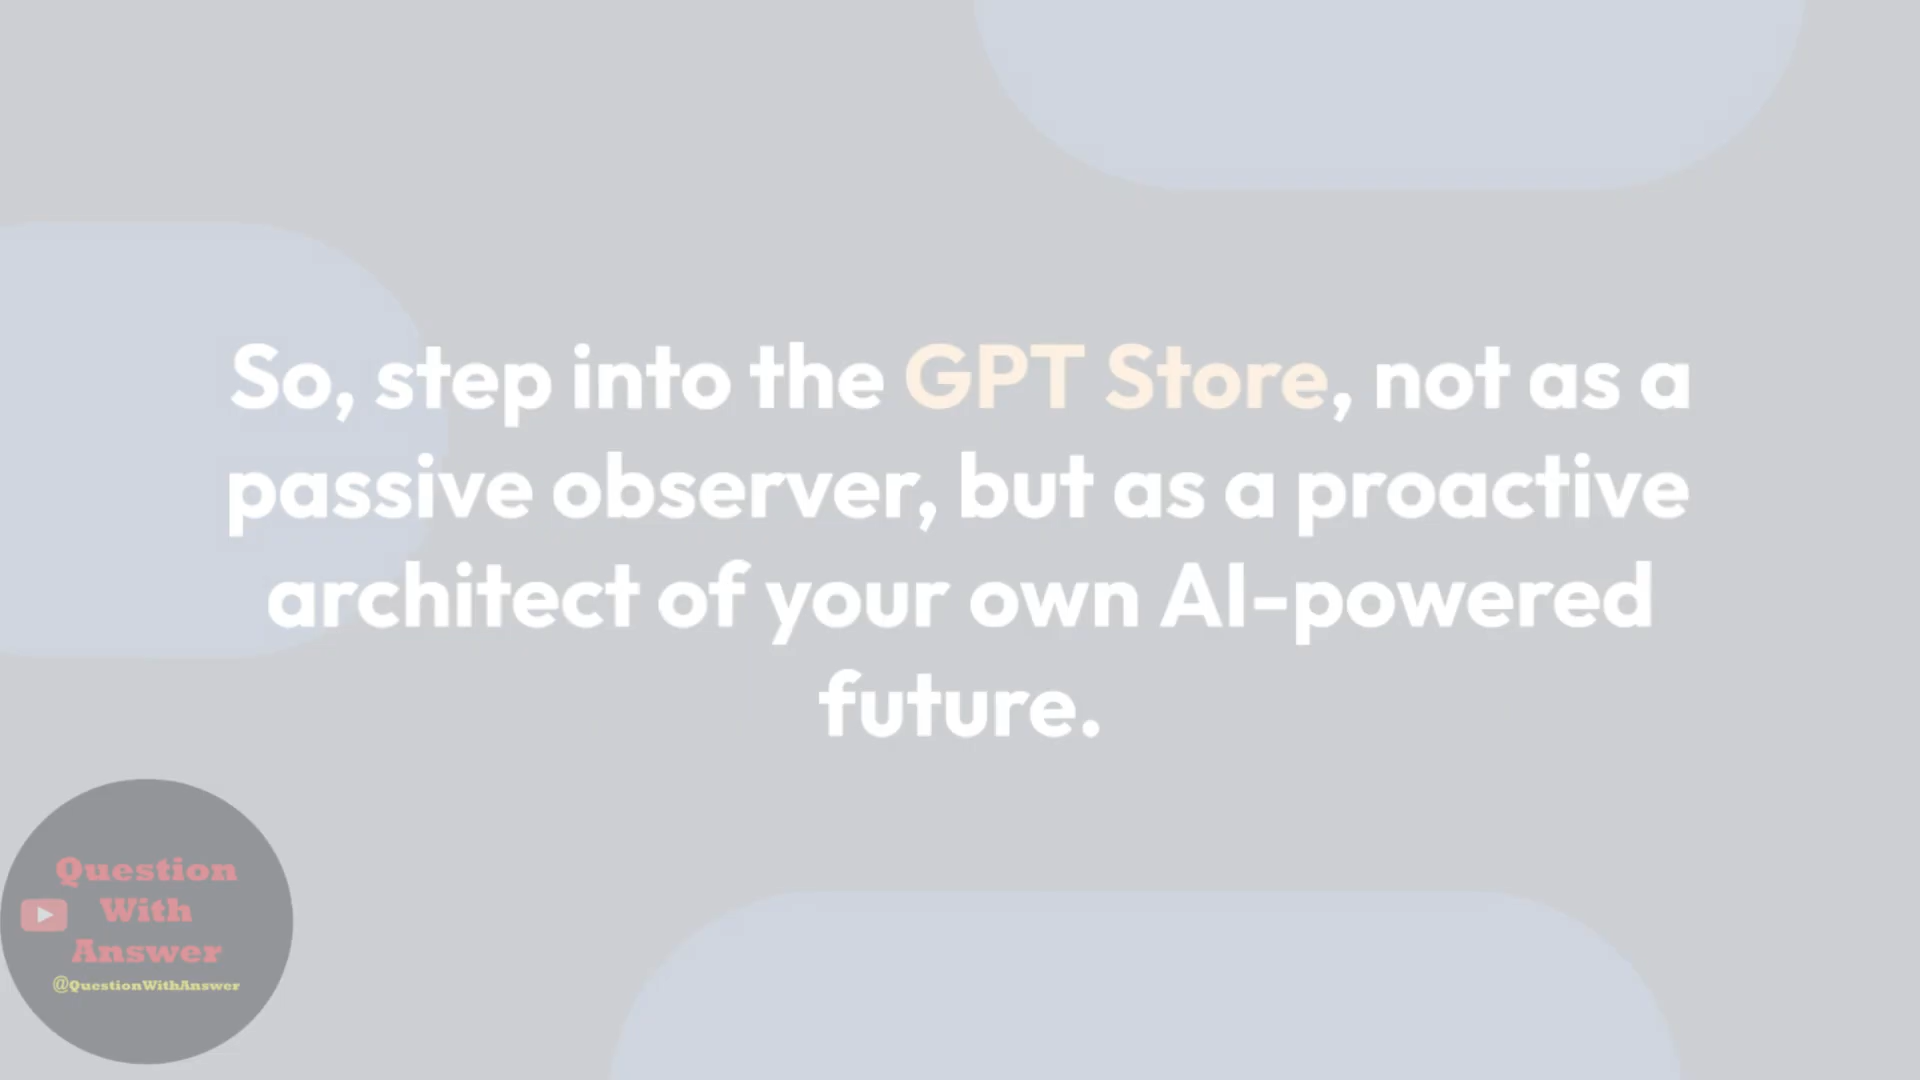 So, step into the GPT Store, not as a
passive observer, but as a proactive
architect of your own AI-powered
future.
Question
With
Answer
@QuestionWithAnswer